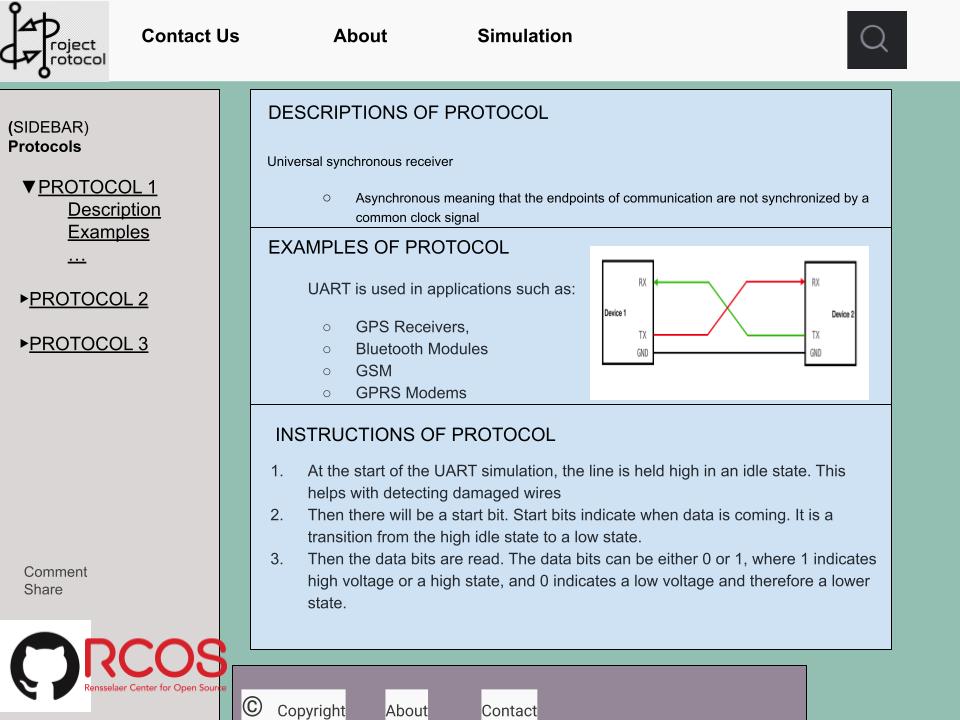 Project
Protocol
Contact Us
About
Simulation
(SIDEBAR)
Protocols
▼PROTOCOL 1
Description
Examples
...
▶PROTOCOL 2
▶PROTOCOL 3
Comment
Share
RCOS
Rensselaer Center for Open Source
DESCRIPTIONS OF PROTOCOL
Universal synchronous receiver
○ Asynchronous meaning that the endpoints of communication are not synchronized by a
common clock signal
EXAMPLES OF PROTOCOL
UART is used in applications such as:
○ GPS Receivers,
○ Bluetooth Modules
○ GSM
○ GPRS Modems
RX
RX
Device 1
Device 2
TX
TX
GND
GND
INSTRUCTIONS OF PROTOCOL
1. At the start of the UART simulation, the line is held high in an idle state. This
helps with detecting damaged wires
2. Then there will be a start bit. Start bits indicate when data is coming. It is a
transition from the high idle state to a low state.
3. Then the data bits are read. The data bits can be either 0 or 1, where 1 indicates
high voltage or a high state, and 0 indicates a low voltage and therefore a lower
state.
© Copyright
About
Contact